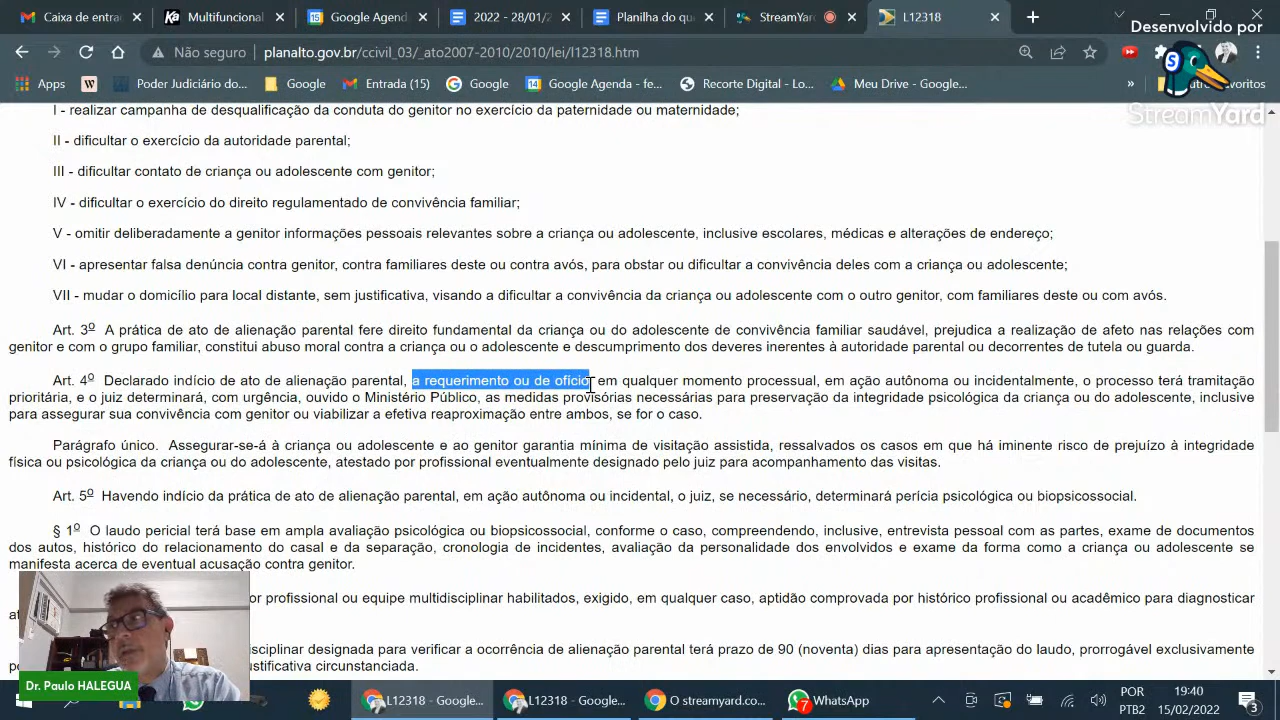 Caixa de entra
Multifuncional
Google Agend
2022 - 28/01/2
Planilha do qu
StreamYard
L12318
Desenvolvido por
Não seguro
planalto.gov.br/ccivil_03/_ato2007-2010/2010/lei/l12318.htm
Apps
Poder Judiciário do...
Google
Entrada (15)
Google
Google Agenda - fe...
Recorte Digital - Lo...
Meu Drive - Google...
»
utros favoritos
StreamYard
I - realizar campanha de desqualificação da conduta do genitor no exercício da paternidade ou maternidade;
II - dificultar o exercício da autoridade parental;
III - dificultar contato de criança ou adolescente com genitor;
IV - dificultar o exercício do direito regulamentado de convivência familiar;
V - omitir deliberadamente a genitor informações pessoais relevantes sobre a criança ou adolescente, inclusive escolares, médicas e alterações de endereço;
VI - apresentar falsa denúncia contra genitor, contra familiares deste ou contra avós, para obstar ou dificultar a convivência deles com a criança ou adolescente;
VII - mudar o domicílio para local distante, sem justificativa, visando a dificultar a convivência da criança ou adolescente com o outro genitor, com familiares deste ou com avós.
Art. 3º A prática de ato de alienação parental fere direito fundamental da criança ou do adolescente de convivência familiar saudável, prejudica a realização de afeto nas relações com
genitor e com o grupo familiar, constitui abuso moral contra a criança ou o adolescente e descumprimento dos deveres inerentes à autoridade parental ou decorrentes de tutela ou guarda.
Art. 4º Declarado indício de ato de alienação parental, a requerimento ou de ofício, em qualquer momento processual, em ação autônoma ou incidentalmente, o processo terá tramitação
prioritária, e o juiz determinará, com urgência, ouvido o Ministério Público, as medidas provisórias necessárias para preservação da integridade psicológica da criança ou do adolescente, inclusive
para assegurar sua convivência com genitor ou viabilizar a efetiva reaproximação entre ambos, se for o caso.
Parágrafo único. Assegurar-se-á à criança ou adolescente e ao genitor garantia mínima de visitação assistida, ressalvados os casos em que há iminente risco de prejuízo à integridade
física ou psicológica da criança ou do adolescente, atestado por profissional eventualmente designado pelo juiz para acompanhamento das visitas.
Art. 5º Havendo indício da prática de ato de alienação parental, em ação autônoma ou incidental, o juiz, se necessário, determinará perícia psicológica ou biopsicossocial.
§ 1º O laudo pericial terá base em ampla avaliação psicológica ou biopsicossocial, conforme o caso, compreendendo, inclusive, entrevista pessoal com as partes, exame de documentos
dos autos, histórico do relacionamento do casal e da separação, cronologia de incidentes, avaliação da personalidade dos envolvidos e exame da forma como a criança ou adolescente se
manifesta acerca de eventual acusação contra genitor.
or profissional ou equipe multidisciplinar habilitados, exigido, em qualquer caso, aptidão comprovada por histórico profissional ou acadêmico para diagnosticar
isciplinar designada para verificar a ocorrência de alienação parental terá prazo de 90 (noventa) dias para apresentação do laudo, prorrogável exclusivamente
stificativa circunstanciada.
Dr. Paulo HALEGUA
L12318 - Google...
L12318 - Google...
O streamyard.co...
7
WhatsApp
POR
PTB2
19:40
15/02/2022
3